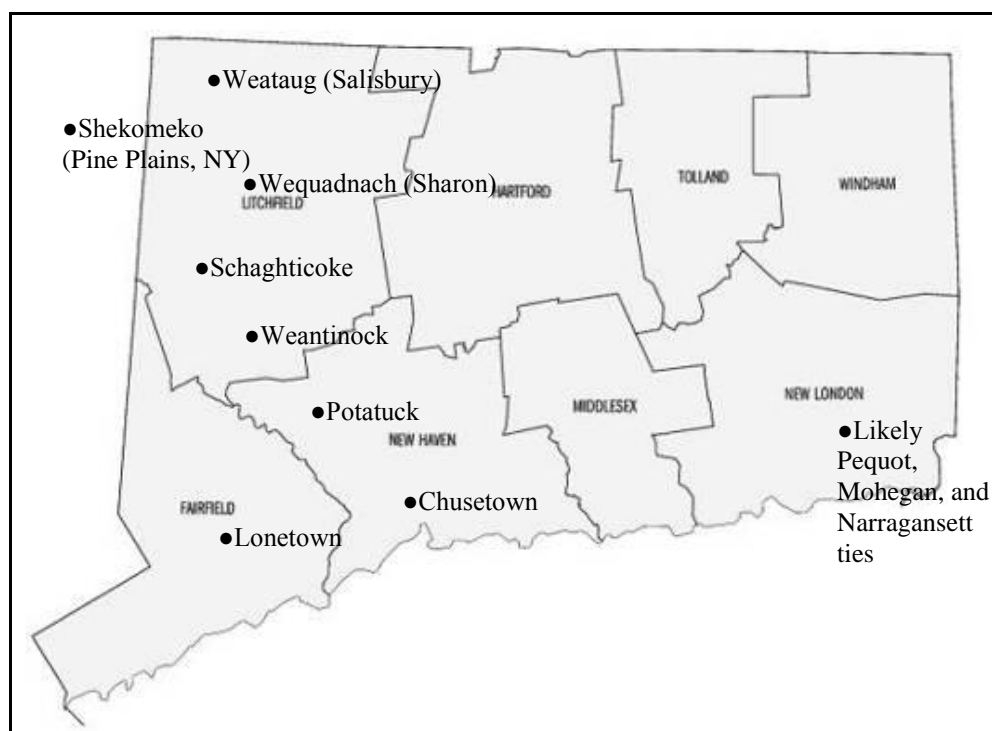 ●Weataug (Salisbury)
●Shekomeko
(Pine Plains, NY)
●Wequadnach (Sharon)
LITCHFIELD
HARTFORD
TOLLAND
WINDHAM
●Schaghticoke
●Weantinock
●Potatuck
NEW HAVEN
MIDDLESEX
NEW LONDON
●Likely
Pequot,
Mohegan, and
Narragansett
ties
●Chusetown
FAIRFIELD
●Lonetown